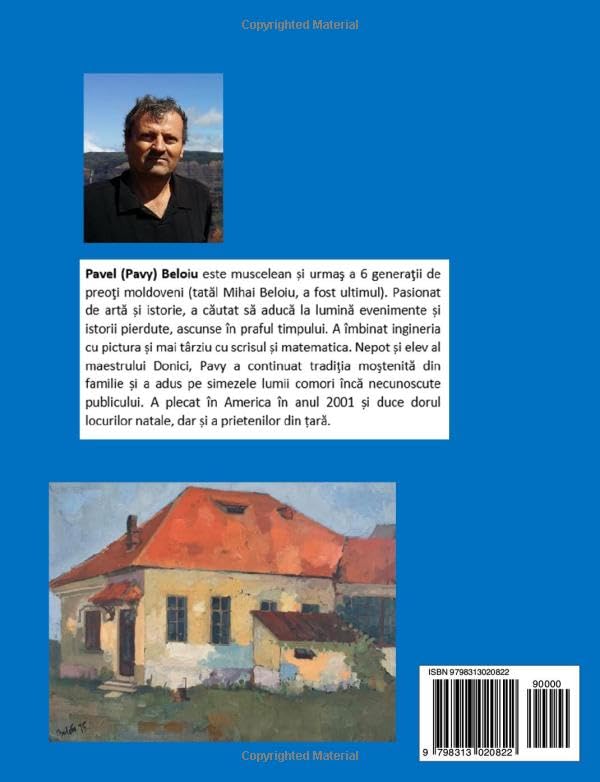 Copyrighted Material
Pavel (Pavy) Beloiu este muscelean și urmaş a 6 generații de
preoți moldoveni (tatăl Mihai Beloiu, a fost ultimul). Pasionat
de artă și istorie, a căutat să aducă la lumină evenimente și
istorii pierdute, ascunse în praful timpului. A îmbinat ingineria
cu pictura și mai târziu cu scrisul și matematica. Nepot și elev al
maestrului Donici, Pavy a continuat tradiția moștenită din
familie și a adus pe simezele lumii comori încă necunoscute
publicului. A plecat în America în anul 2001 și duce dorul
locurilor natale, dar și a prietenilor din țară.
ISBN 9798313020822
90000
9 798313 020822
Copyrighted Material